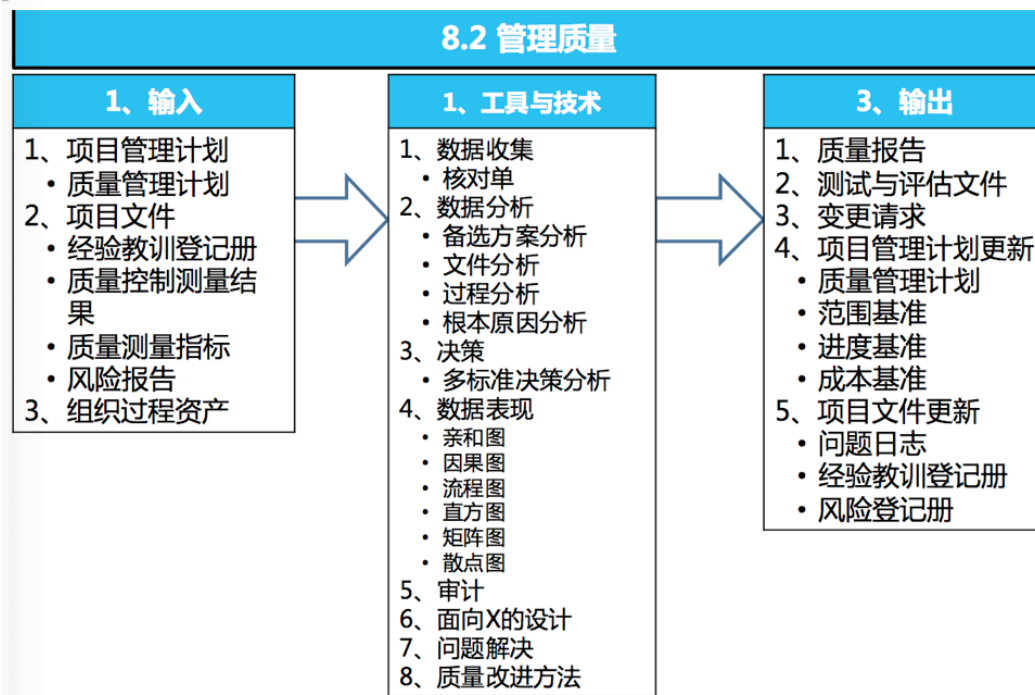 8.2 管理质量
1、输入
1、项目管理计划
• 质量管理计划
2、项目文件
• 经验教训登记册
• 质量控制测量结
果
• 质量测量指标
• 风险报告
3、组织过程资产
1、工具与技术
1、数据收集
• 核对单
2、数据分析
• 备选方案分析
• 文件分析
• 过程分析
• 根本原因分析
3、决策
• 多标准决策分析
4、数据表现
• 亲和图
• 因果图
• 流程图
• 直方图
• 矩阵图
• 散点图
5、审计
6、面向X的设计
7、问题解决
8、质量改进方法
3、输出
1、质量报告
2、测试与评估文件
3、变更请求
4、项目管理计划更新
• 质量管理计划
• 范围基准
• 进度基准
• 成本基准
5、项目文件更新
• 问题日志
• 经验教训登记册
• 风险登记册